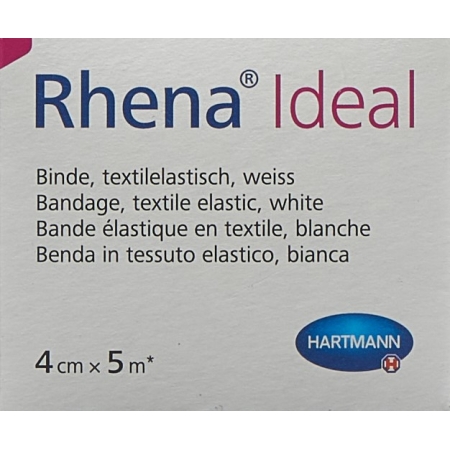 Rhena® Ideal
Binde, textilelastisch, weiss
Bandage, textile elastic, white
Bande élastique en textile, blanche
Benda in tessuto elastico, bianca
HARTMANN
4 cm × 5 m*